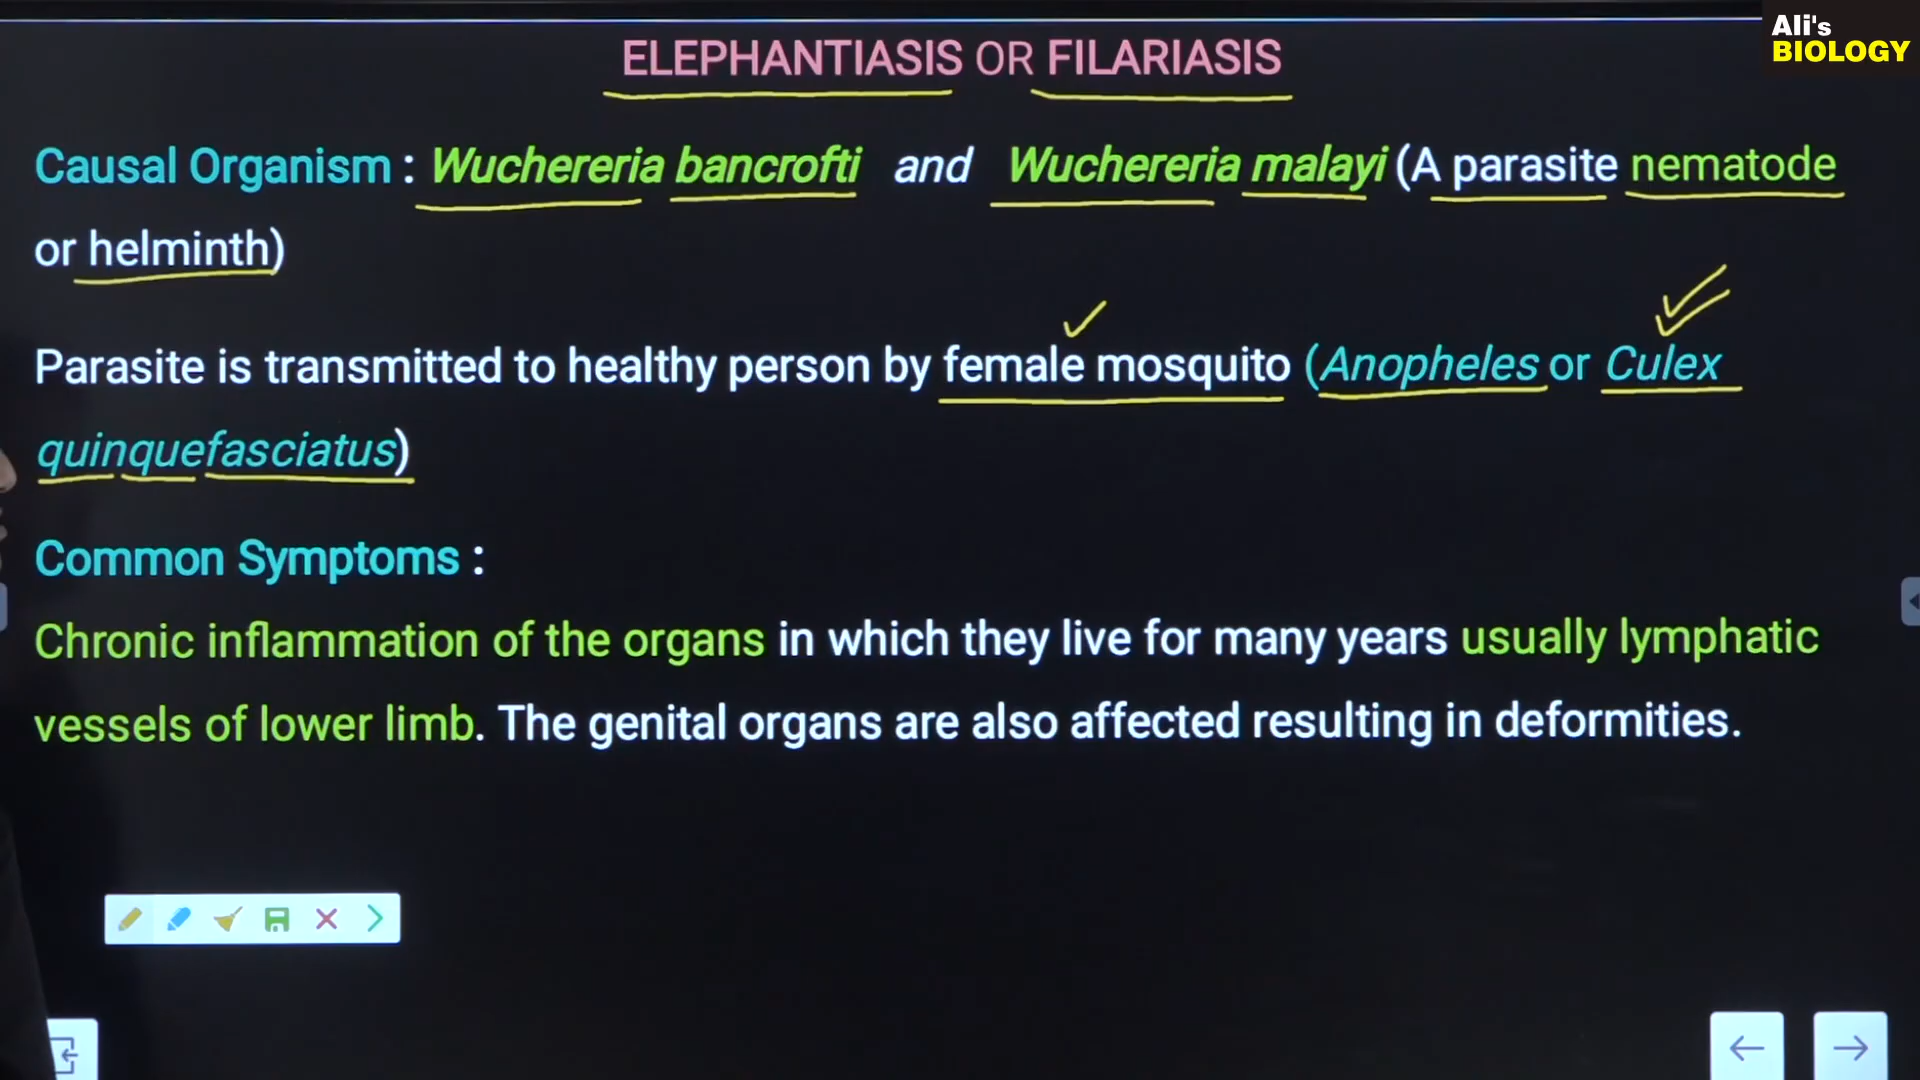 Ali's
BIOLOGY
ELEPHANTIASIS OR FILARIASIS
Causal Organism : Wuchereria bancrofti and Wuchereria malayi (A parasite nematode
or helminth)
Parasite is transmitted to healthy person by female mosquito (Anopheles or Culex
quinquefasciatus)
Common Symptoms :
Chronic inflammation of the organs in which they live for many years usually lymphatic
vessels of lower limb. The genital organs are also affected resulting in deformities.